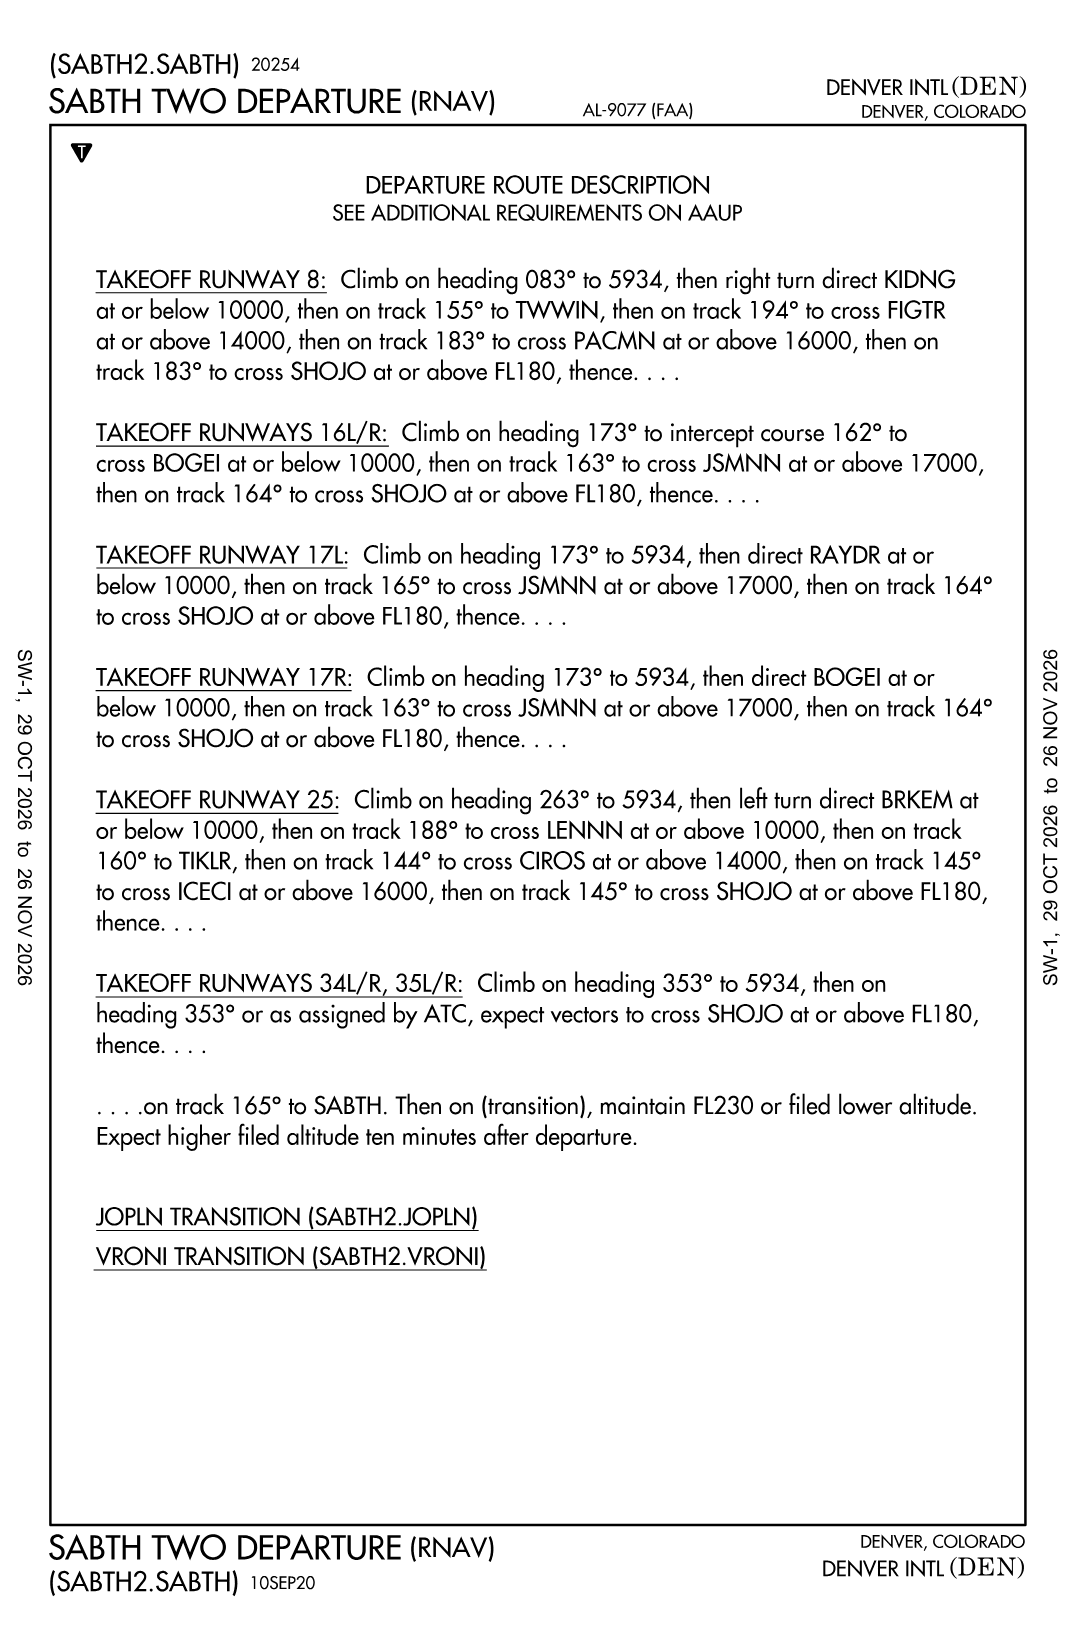 (SABTH2.SABTH) 20254
SABTH TWO DEPARTURE (RNAV)
AL-9077 (FAA)
DENVER INTL (DEN)
DENVER, COLORADO
T
DEPARTURE ROUTE DESCRIPTION
SEE ADDITIONAL REQUIREMENTS ON AAUP
TAKEOFF RUNWAY 8: Climb on heading 083° to 5934, then right turn direct KIDNG
at or below 10000, then on track 155° to TWWIN, then on track 194° to cross FIGTR
at or above 14000, then on track 183° to cross PACMN at or above 16000, then on
track 183° to cross SHOJO at or above FL180, thence. . . .
TAKEOFF RUNWAYS 16L/R: Climb on heading 173° to intercept course 162° to
cross BOGEI at or below 10000, then on track 163° to cross JSMNN at or above 17000,
then on track 164° to cross SHOJO at or above FL180, thence. . . .
TAKEOFF RUNWAY 17L: Climb on heading 173° to 5934, then direct RAYDR at or
below 10000, then on track 165° to cross JSMNN at or above 17000, then on track 164°
to cross SHOJO at or above FL180, thence. . . .
TAKEOFF RUNWAY 17R: Climb on heading 173° to 5934, then direct BOGEI at or
below 10000, then on track 163° to cross JSMNN at or above 17000, then on track 164°
to cross SHOJO at or above FL180, thence. . . .
TAKEOFF RUNWAY 25: Climb on heading 263° to 5934, then left turn direct BRKEM at
or below 10000, then on track 188° to cross LENNN at or above 10000, then on track
160° to TIKLR, then on track 144° to cross CIROS at or above 14000, then on track 145°
to cross ICECI at or above 16000, then on track 145° to cross SHOJO at or above FL180,
thence. . . .
TAKEOFF RUNWAYS 34L/R, 35L/R: Climb on heading 353° to 5934, then on
heading 353° or as assigned by ATC, expect vectors to cross SHOJO at or above FL180,
thence. . . .
. . . .on track 165° to SABTH. Then on (transition), maintain FL230 or filed lower altitude.
Expect higher filed altitude ten minutes after departure.
JOPLN TRANSITION (SABTH2.JOPLN)
VRONI TRANSITION (SABTH2.VRONI)
SW-1, 29 OCT 2026 to 26 NOV 2026
SW-1, 29 OCT 2026 to 26 NOV 2026
SABTH TWO DEPARTURE (RNAV)
(SABTH2.SABTH) 10SEP20
DENVER, COLORADO
DENVER INTL (DEN)